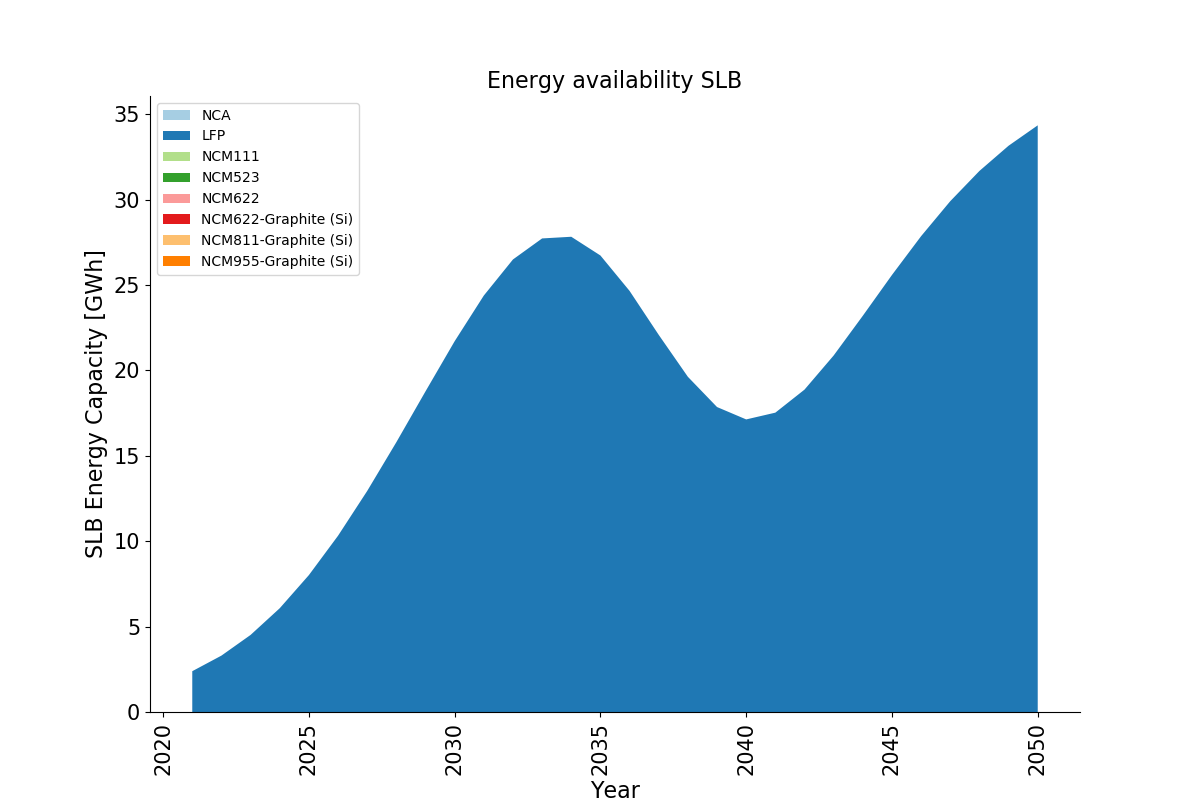 Energy availability SLB
NCA
LFP
NCM111
NCM523
NCM622
NCM622-Graphite (Si)
NCM811-Graphite (Si)
NCM955-Graphite (Si)
SLB Energy Capacity [GWh]
35
30
25
20
15
10
5
0
2020
2025
2030
2035
2040
2045
2050
Year